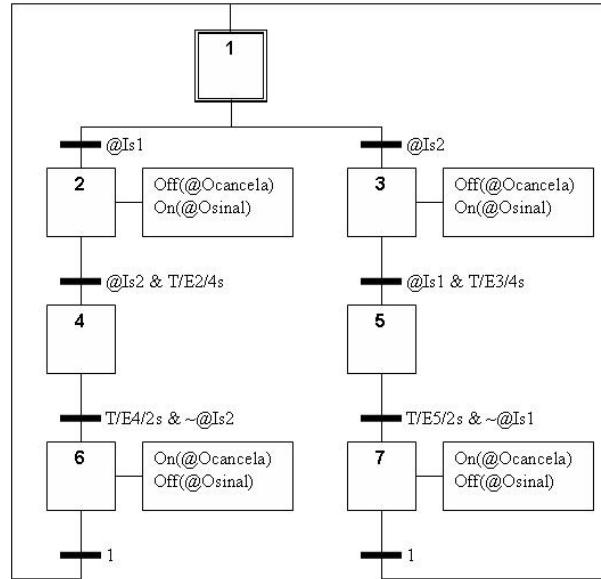 1
@Is1
@Is2
2
Off(@Ocancela)
On(@Osinal)
3
Off(@Ocancela)
On(@Osinal)
@Is2 & T/E2/4s
@Is1 & T/E3/4s
4
5
T/E4/2s & ~@Is2
T/E5/2s & ~@Is1
6
On(@Ocancela)
Off(@Osinal)
7
On(@Ocancela)
Off(@Osinal)
1
1